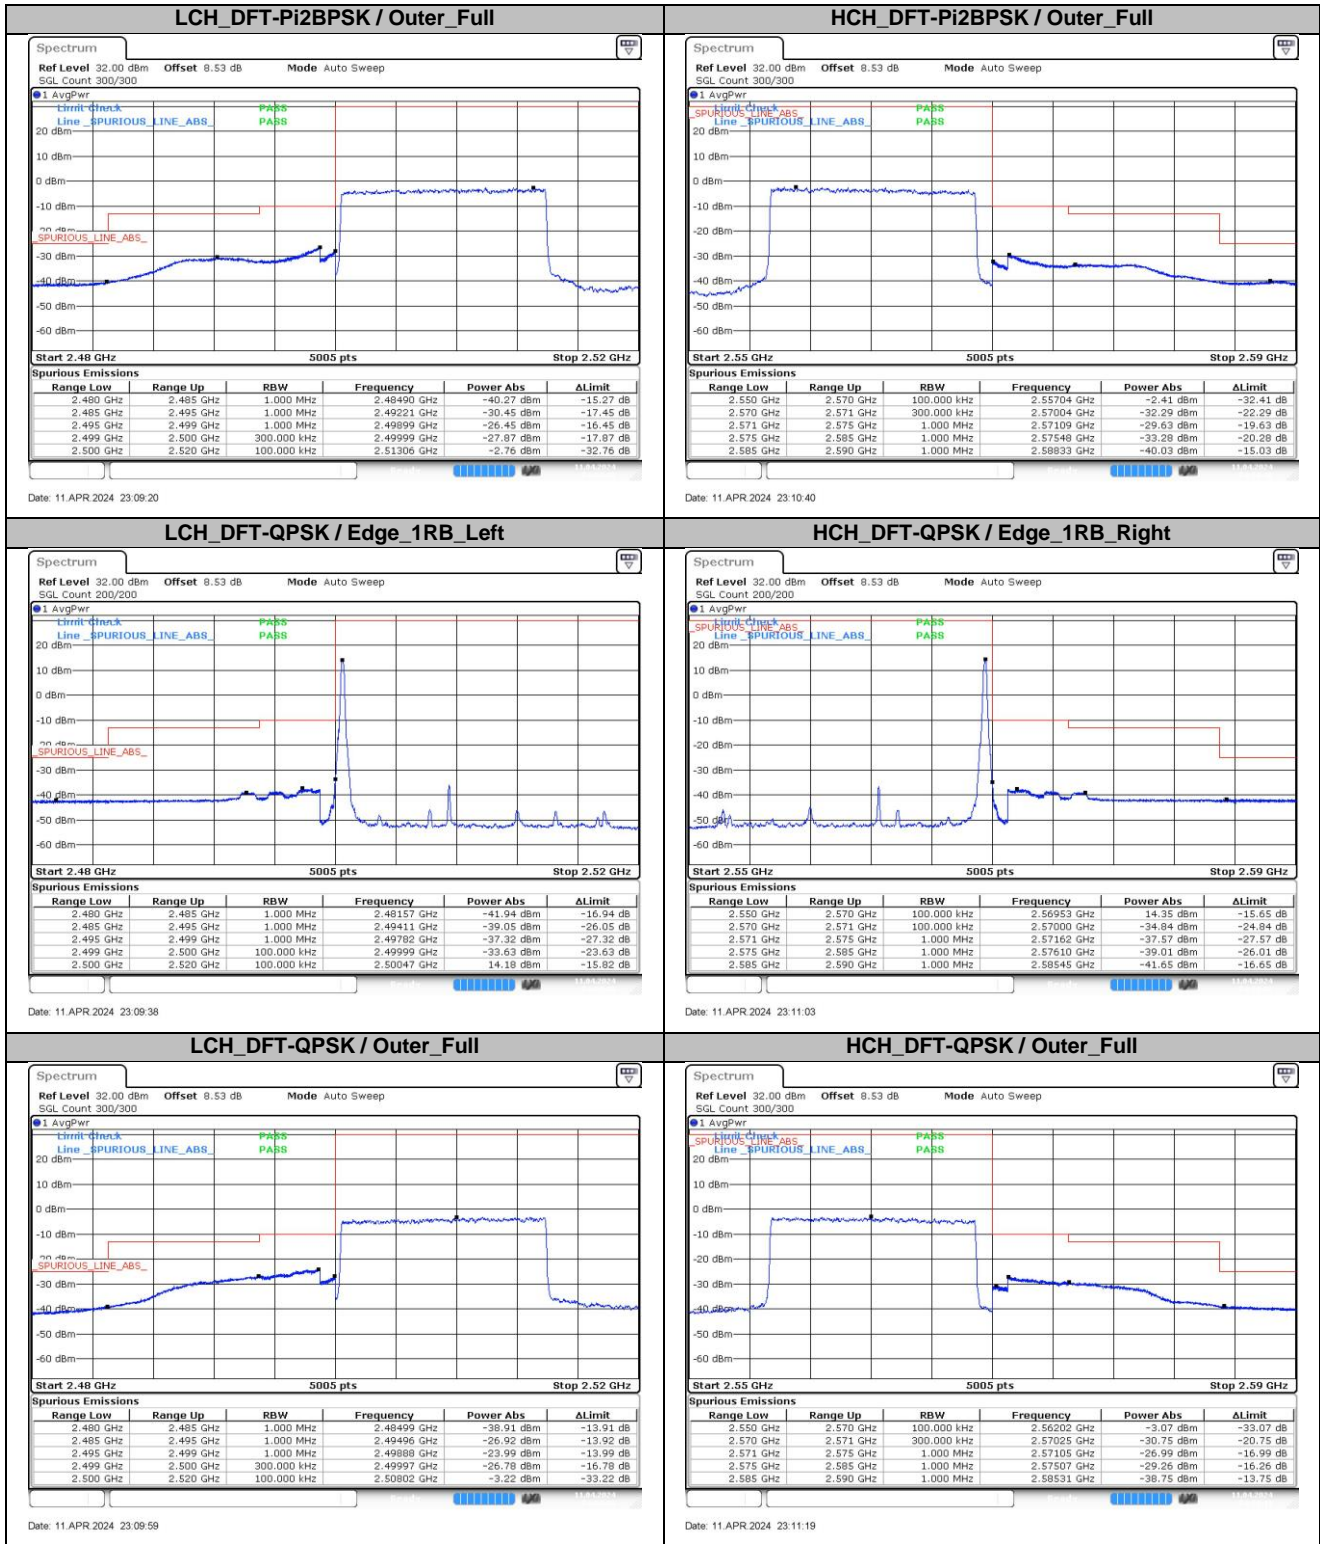 LCH_DFT-Pi2BPSK / Outer_Full
Spectrum
Ref Level 32.00 dBm Offset 8.53 dB Mode Auto Sweep
SGL Count 300/300
1 AvgPwr
Limit Check PASS
Line _SPURIOUS_LINE_ABS_ PASS
20 dBm
10 dBm
0 dBm
-10 dBm
-20 dBm
_SPURIOUS_LINE_ABS_
-30 dBm
-40 dBm
-50 dBm
-60 dBm
Start 2.48 GHz 5005 pts Stop 2.52 GHz
Spurious Emissions
Range Low Range Up RBW Frequency Power Abs ΔLimit
2.480 GHz 2.485 GHz 1.000 MHz 2.48490 GHz -40.27 dBm -15.27 dB
2.485 GHz 2.495 GHz 1.000 MHz 2.49221 GHz -30.45 dBm -17.45 dB
2.495 GHz 2.499 GHz 1.000 MHz 2.49899 GHz -26.45 dBm -16.45 dB
2.499 GHz 2.500 GHz 300.000 kHz 2.49999 GHz -27.87 dBm -17.87 dB
2.500 GHz 2.520 GHz 100.000 kHz 2.51306 GHz -2.76 dBm -32.76 dB
Date: 11.APR.2024 23:09:20
HCH_DFT-Pi2BPSK / Outer_Full
Spectrum
Ref Level 32.00 dBm Offset 8.53 dB Mode Auto Sweep
SGL Count 300/300
1 AvgPwr
Limit Check PASS
_SPURIOUS_LINE_ABS_
Line _SPURIOUS_LINE_ABS_ PASS
20 dBm
10 dBm
0 dBm
-10 dBm
-20 dBm
-30 dBm
-40 dBm
-50 dBm
-60 dBm
Start 2.55 GHz 5005 pts Stop 2.59 GHz
Spurious Emissions
Range Low Range Up RBW Frequency Power Abs ΔLimit
2.550 GHz 2.570 GHz 100.000 kHz 2.55704 GHz -2.41 dBm -32.41 dB
2.570 GHz 2.571 GHz 300.000 kHz 2.57004 GHz -32.29 dBm -22.29 dB
2.571 GHz 2.575 GHz 1.000 MHz 2.57109 GHz -29.63 dBm -19.63 dB
2.575 GHz 2.585 GHz 1.000 MHz 2.57548 GHz -33.28 dBm -20.28 dB
2.585 GHz 2.590 GHz 1.000 MHz 2.58833 GHz -40.03 dBm -15.03 dB
Date: 11.APR.2024 23:10:40
LCH_DFT-QPSK / Edge_1RB_Left
Spectrum
Ref Level 32.00 dBm Offset 8.53 dB Mode Auto Sweep
SGL Count 200/200
1 AvgPwr
Limit Check PASS
Line _SPURIOUS_LINE_ABS_ PASS
20 dBm
10 dBm
0 dBm
-10 dBm
-20 dBm
_SPURIOUS_LINE_ABS_
-30 dBm
-40 dBm
-50 dBm
-60 dBm
Start 2.48 GHz 5005 pts Stop 2.52 GHz
Spurious Emissions
Range Low Range Up RBW Frequency Power Abs ΔLimit
2.480 GHz 2.485 GHz 1.000 MHz 2.48157 GHz -41.94 dBm -16.94 dB
2.485 GHz 2.495 GHz 1.000 MHz 2.49411 GHz -39.05 dBm -26.05 dB
2.495 GHz 2.499 GHz 1.000 MHz 2.49782 GHz -37.32 dBm -27.32 dB
2.499 GHz 2.500 GHz 100.000 kHz 2.49999 GHz -33.63 dBm -23.63 dB
2.500 GHz 2.520 GHz 100.000 kHz 2.50047 GHz 14.18 dBm -15.82 dB
Date: 11.APR.2024 23:09:38
HCH_DFT-QPSK / Edge_1RB_Right
Spectrum
Ref Level 32.00 dBm Offset 8.53 dB Mode Auto Sweep
SGL Count 200/200
1 AvgPwr
Limit Check PASS
_SPURIOUS_LINE_ABS_
Line _SPURIOUS_LINE_ABS_ PASS
20 dBm
10 dBm
0 dBm
-10 dBm
-20 dBm
-30 dBm
-40 dBm
-50 dBm
-60 dBm
Start 2.55 GHz 5005 pts Stop 2.59 GHz
Spurious Emissions
Range Low Range Up RBW Frequency Power Abs ΔLimit
2.550 GHz 2.570 GHz 100.000 kHz 2.56953 GHz 14.35 dBm -15.65 dB
2.570 GHz 2.571 GHz 100.000 kHz 2.57000 GHz -34.84 dBm -24.84 dB
2.571 GHz 2.575 GHz 1.000 MHz 2.57162 GHz -37.57 dBm -27.57 dB
2.575 GHz 2.585 GHz 1.000 MHz 2.57610 GHz -39.01 dBm -26.01 dB
2.585 GHz 2.590 GHz 1.000 MHz 2.58545 GHz -41.65 dBm -16.65 dB
Date: 11.APR.2024 23:11:03
LCH_DFT-QPSK / Outer_Full
Spectrum
Ref Level 32.00 dBm Offset 8.53 dB Mode Auto Sweep
SGL Count 300/300
1 AvgPwr
Limit Check PASS
Line _SPURIOUS_LINE_ABS_ PASS
20 dBm
10 dBm
0 dBm
-10 dBm
-20 dBm
_SPURIOUS_LINE_ABS_
-30 dBm
-40 dBm
-50 dBm
-60 dBm
Start 2.48 GHz 5005 pts Stop 2.52 GHz
Spurious Emissions
Range Low Range Up RBW Frequency Power Abs ΔLimit
2.480 GHz 2.485 GHz 1.000 MHz 2.48499 GHz -38.91 dBm -13.91 dB
2.485 GHz 2.495 GHz 1.000 MHz 2.49496 GHz -26.92 dBm -13.92 dB
2.495 GHz 2.499 GHz 1.000 MHz 2.49888 GHz -23.99 dBm -13.99 dB
2.499 GHz 2.500 GHz 300.000 kHz 2.49997 GHz -26.78 dBm -16.78 dB
2.500 GHz 2.520 GHz 100.000 kHz 2.50802 GHz -3.22 dBm -33.22 dB
Date: 11.APR.2024 23:09:59
HCH_DFT-QPSK / Outer_Full
Spectrum
Ref Level 32.00 dBm Offset 8.53 dB Mode Auto Sweep
SGL Count 300/300
1 AvgPwr
Limit Check PASS
_SPURIOUS_LINE_ABS_
Line _SPURIOUS_LINE_ABS_ PASS
20 dBm
10 dBm
0 dBm
-10 dBm
-20 dBm
-30 dBm
-40 dBm
-50 dBm
-60 dBm
Start 2.55 GHz 5005 pts Stop 2.59 GHz
Spurious Emissions
Range Low Range Up RBW Frequency Power Abs ΔLimit
2.550 GHz 2.570 GHz 100.000 kHz 2.56202 GHz -3.07 dBm -33.07 dB
2.570 GHz 2.571 GHz 300.000 kHz 2.57025 GHz -30.75 dBm -20.75 dB
2.571 GHz 2.575 GHz 1.000 MHz 2.57105 GHz -26.99 dBm -16.99 dB
2.575 GHz 2.585 GHz 1.000 MHz 2.57507 GHz -29.26 dBm -16.26 dB
2.585 GHz 2.590 GHz 1.000 MHz 2.58531 GHz -38.75 dBm -13.75 dB
Date: 11.APR.2024 23:11:19